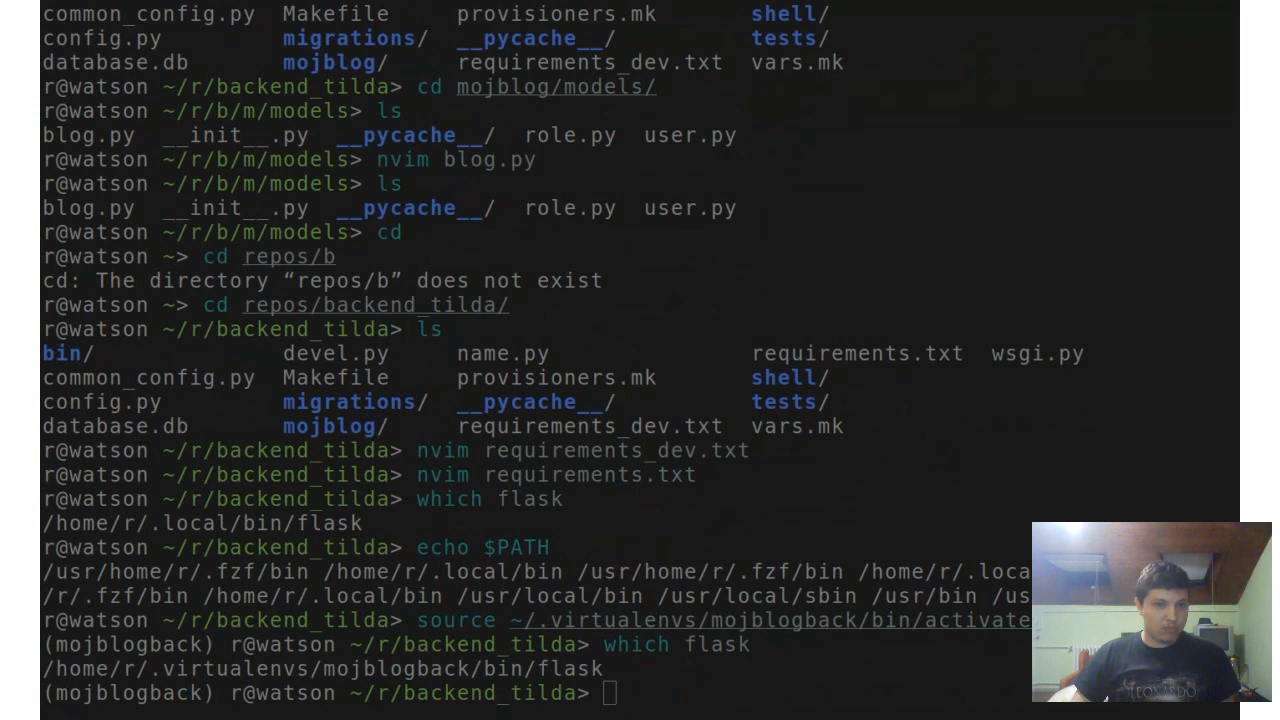 common_config.py  Makefile     provisioners.mk       shell/
config.py         migrations/  __pycache__/          tests/
database.db       mojblog/     requirements_dev.txt  vars.mk
r@watson ~/r/backend_tilda> cd mojblog/models/
r@watson ~/r/b/m/models> ls
blog.py  __init__.py  __pycache__/  role.py  user.py
r@watson ~/r/b/m/models> nvim blog.py
r@watson ~/r/b/m/models> ls
blog.py  __init__.py  __pycache__/  role.py  user.py
r@watson ~/r/b/m/models> cd
r@watson ~> cd repos/b
cd: The directory “repos/b” does not exist
r@watson ~> cd repos/backend_tilda/
r@watson ~/r/backend_tilda> ls
bin/              devel.py     name.py               requirements.txt  wsgi.py
common_config.py  Makefile     provisioners.mk       shell/
config.py         migrations/  __pycache__/          tests/
database.db       mojblog/     requirements_dev.txt  vars.mk
r@watson ~/r/backend_tilda> nvim requirements_dev.txt
r@watson ~/r/backend_tilda> nvim requirements.txt
r@watson ~/r/backend_tilda> which flask
/home/r/.local/bin/flask
r@watson ~/r/backend_tilda> echo $PATH
/usr/home/r/.fzf/bin /home/r/.local/bin /usr/home/r/.fzf/bin /home/r/.loca
/r/.fzf/bin /home/r/.local/bin /usr/local/bin /usr/local/sbin /usr/bin /us
r@watson ~/r/backend_tilda> source ~/.virtualenvs/mojblogback/bin/activate
(mojblogback) r@watson ~/r/backend_tilda> which flask
/home/r/.virtualenvs/mojblogback/bin/flask
(mojblogback) r@watson ~/r/backend_tilda>
LEONARDO